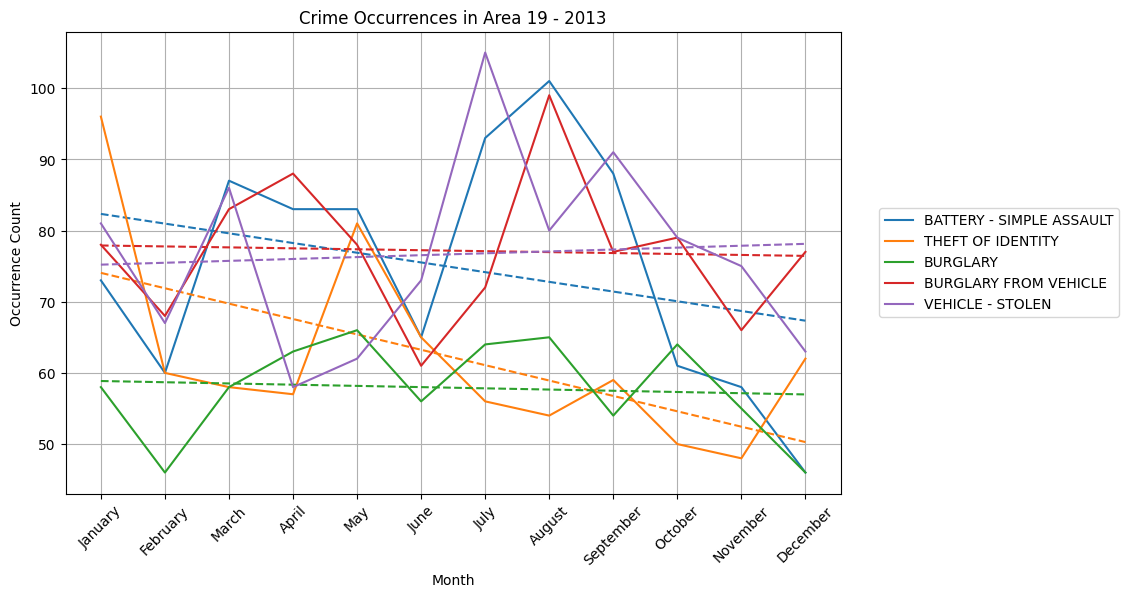 Crime Occurrences in Area 19 - 2013
Occurrence Count
100
90
80
70
60
50
January
February
March
April
May
June
July
August
September
October
November
December
Month
BATTERY - SIMPLE ASSAULT
THEFT OF IDENTITY
BURGLARY
BURGLARY FROM VEHICLE
VEHICLE - STOLEN